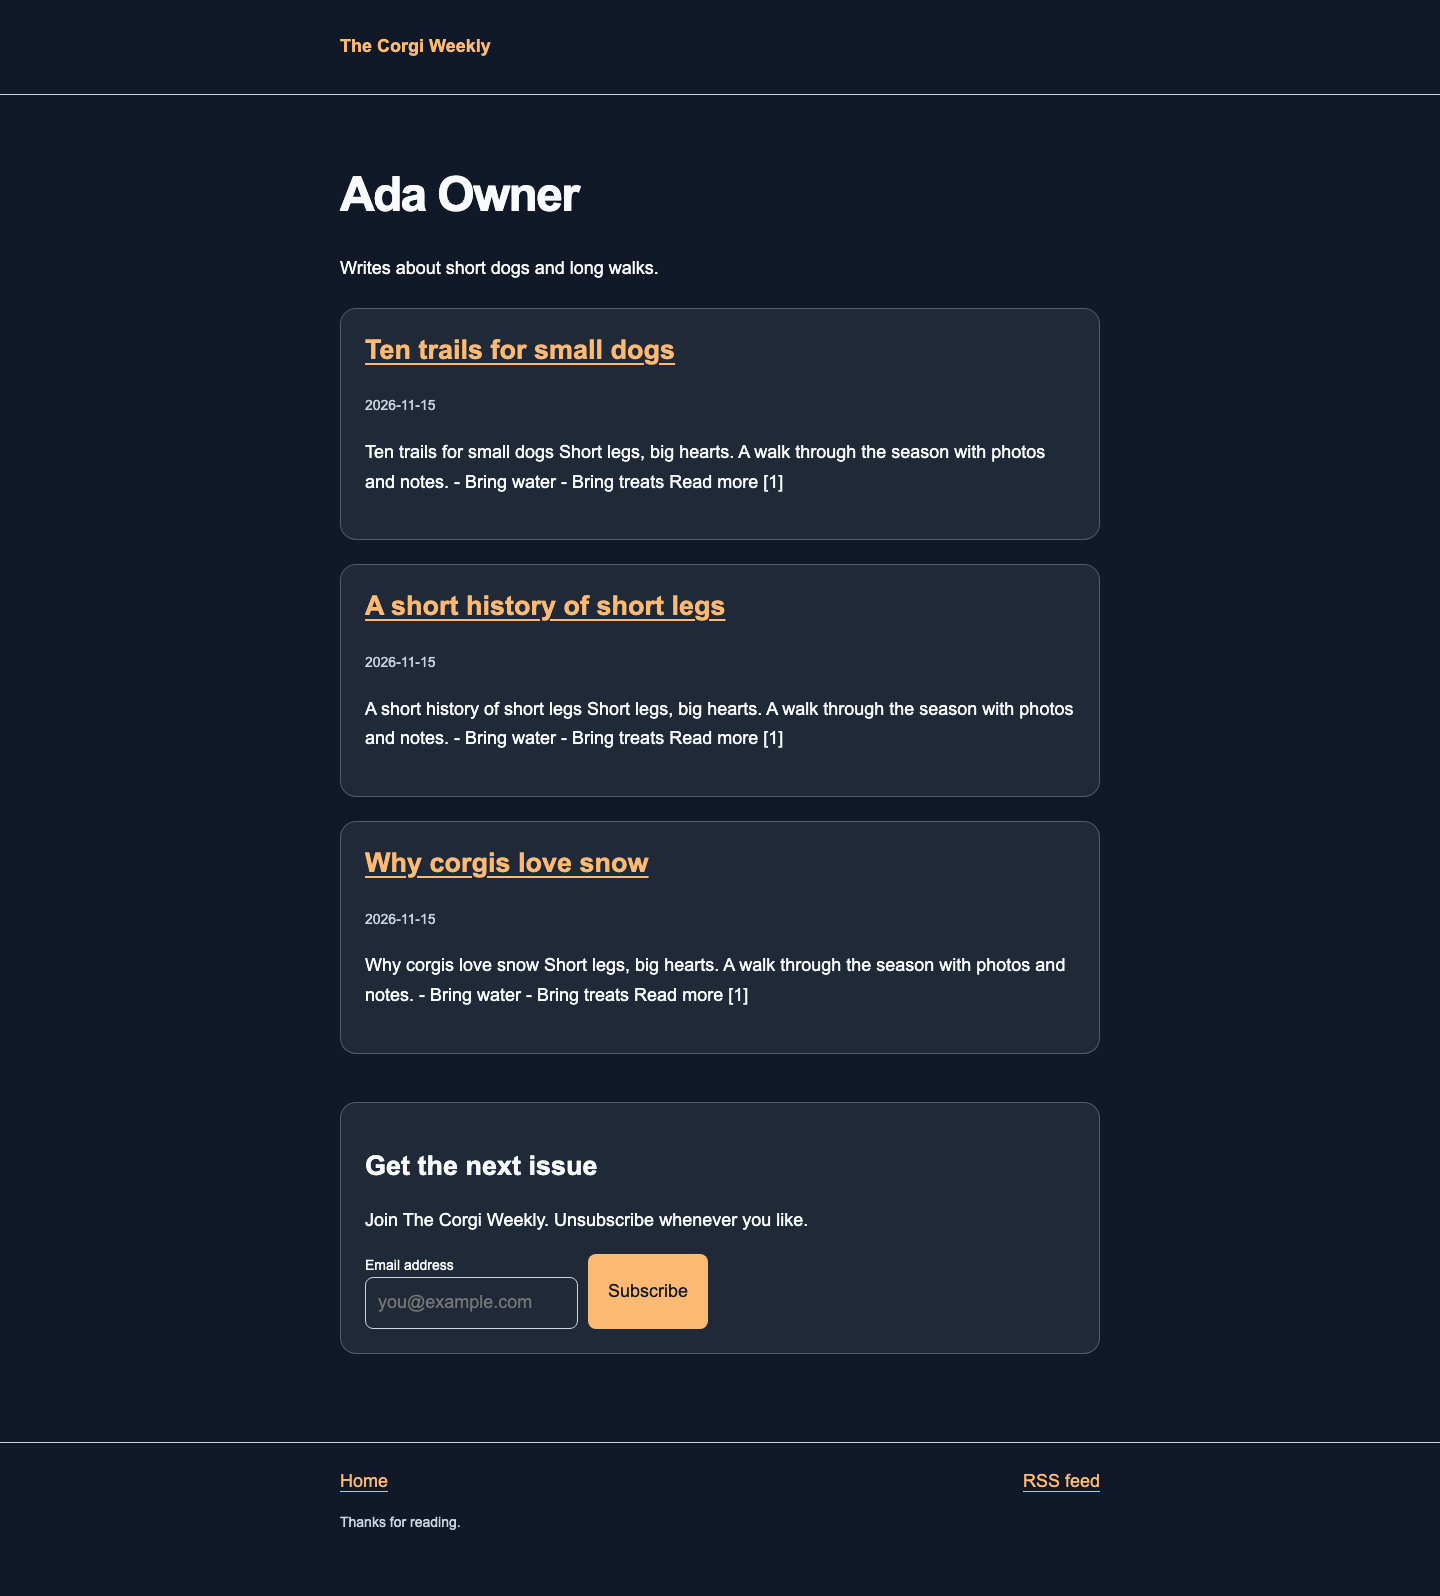 The Corgi Weekly
Ada Owner
Writes about short dogs and long walks.
Ten trails for small dogs
2026-11-15
Ten trails for small dogs Short legs, big hearts. A walk through the season with photos
and notes. - Bring water - Bring treats Read more [1]
A short history of short legs
2026-11-15
A short history of short legs Short legs, big hearts. A walk through the season with photos
and notes. - Bring water - Bring treats Read more [1]
Why corgis love snow
2026-11-15
Why corgis love snow Short legs, big hearts. A walk through the season with photos and
notes. - Bring water - Bring treats Read more [1]
Get the next issue
Join The Corgi Weekly. Unsubscribe whenever you like.
Email address
you@example.com
Subscribe
Home
RSS feed
Thanks for reading.